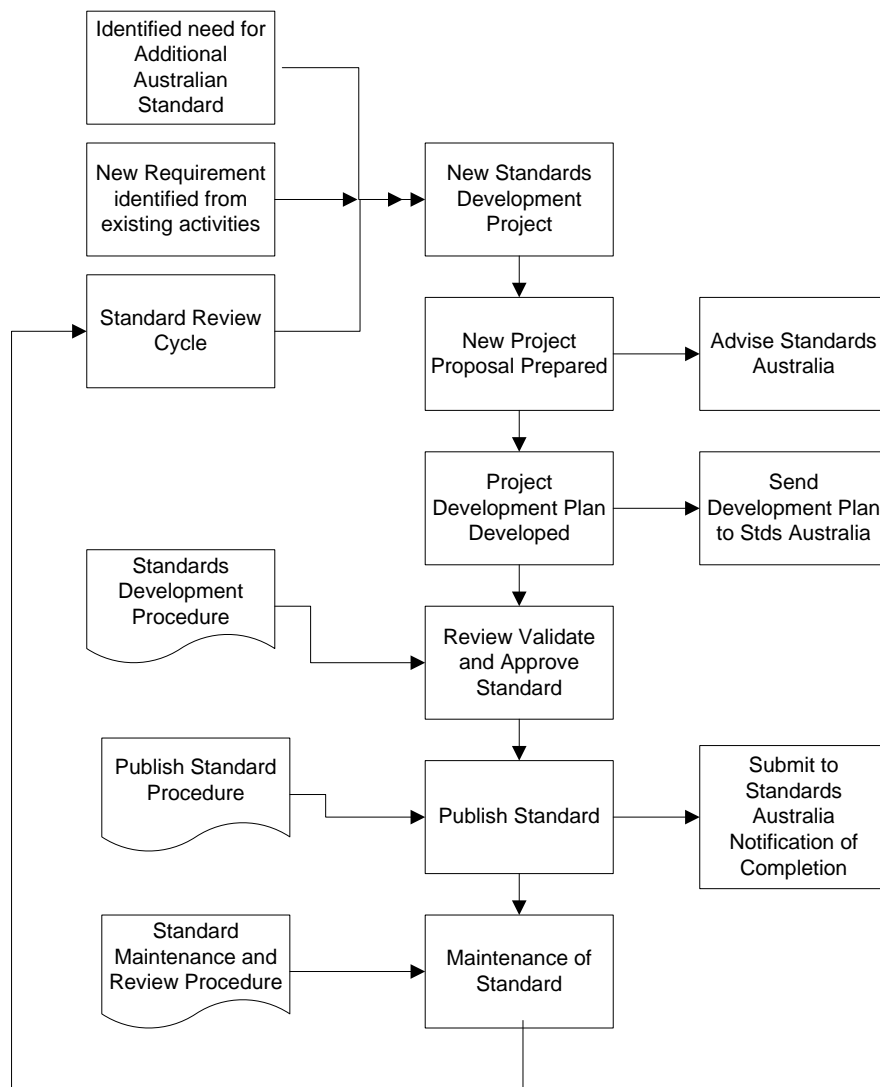 Identified need for
Additional
Australian
Standard
New Requirement
identified from
existing activities
New Standards
Development
Project
Standard Review
Cycle
New Project
Proposal Prepared
Advise Standards
Australia
Project
Development Plan
Developed
Send
Development Plan
to Stds Australia
Standards
Development
Procedure
Review Validate
and Approve
Standard
Publish Standard
Procedure
Publish Standard
Submit to
Standards
Australia
Notification of
Completion
Standard
Maintenance and
Review Procedure
Maintenance of
Standard